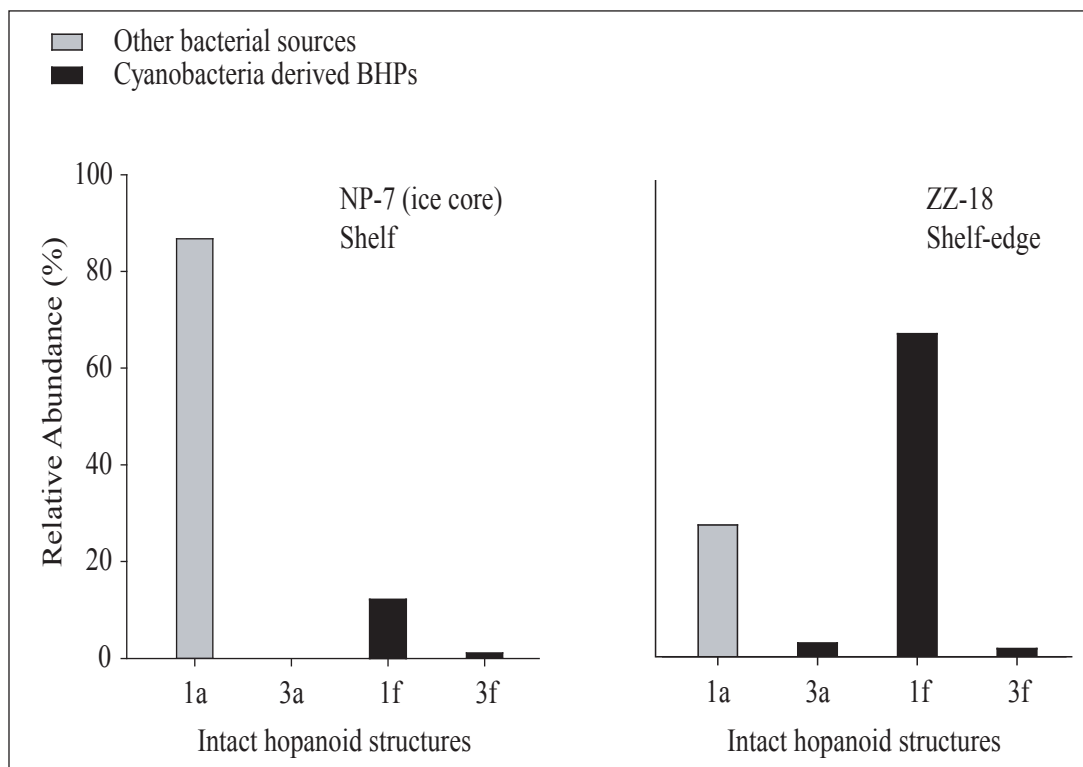 Other bacterial sources
Cyanobacteria derived BHPs
Relative Abundance (%)
100
80
60
40
20
0
NP-7 (ice core)
Shelf
1a 3a 1f 3f
Intact hopanoid structures
ZZ-18
Shelf-edge
1a 3a 1f 3f
Intact hopanoid structures